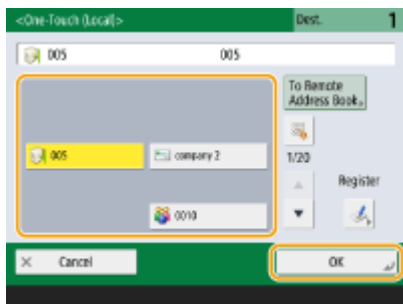 <One-Touch (Local)>
Dest. 1
005 005
To Remote
Address Book
005
company 2
1/20
Register
0010
× Cancel
OK